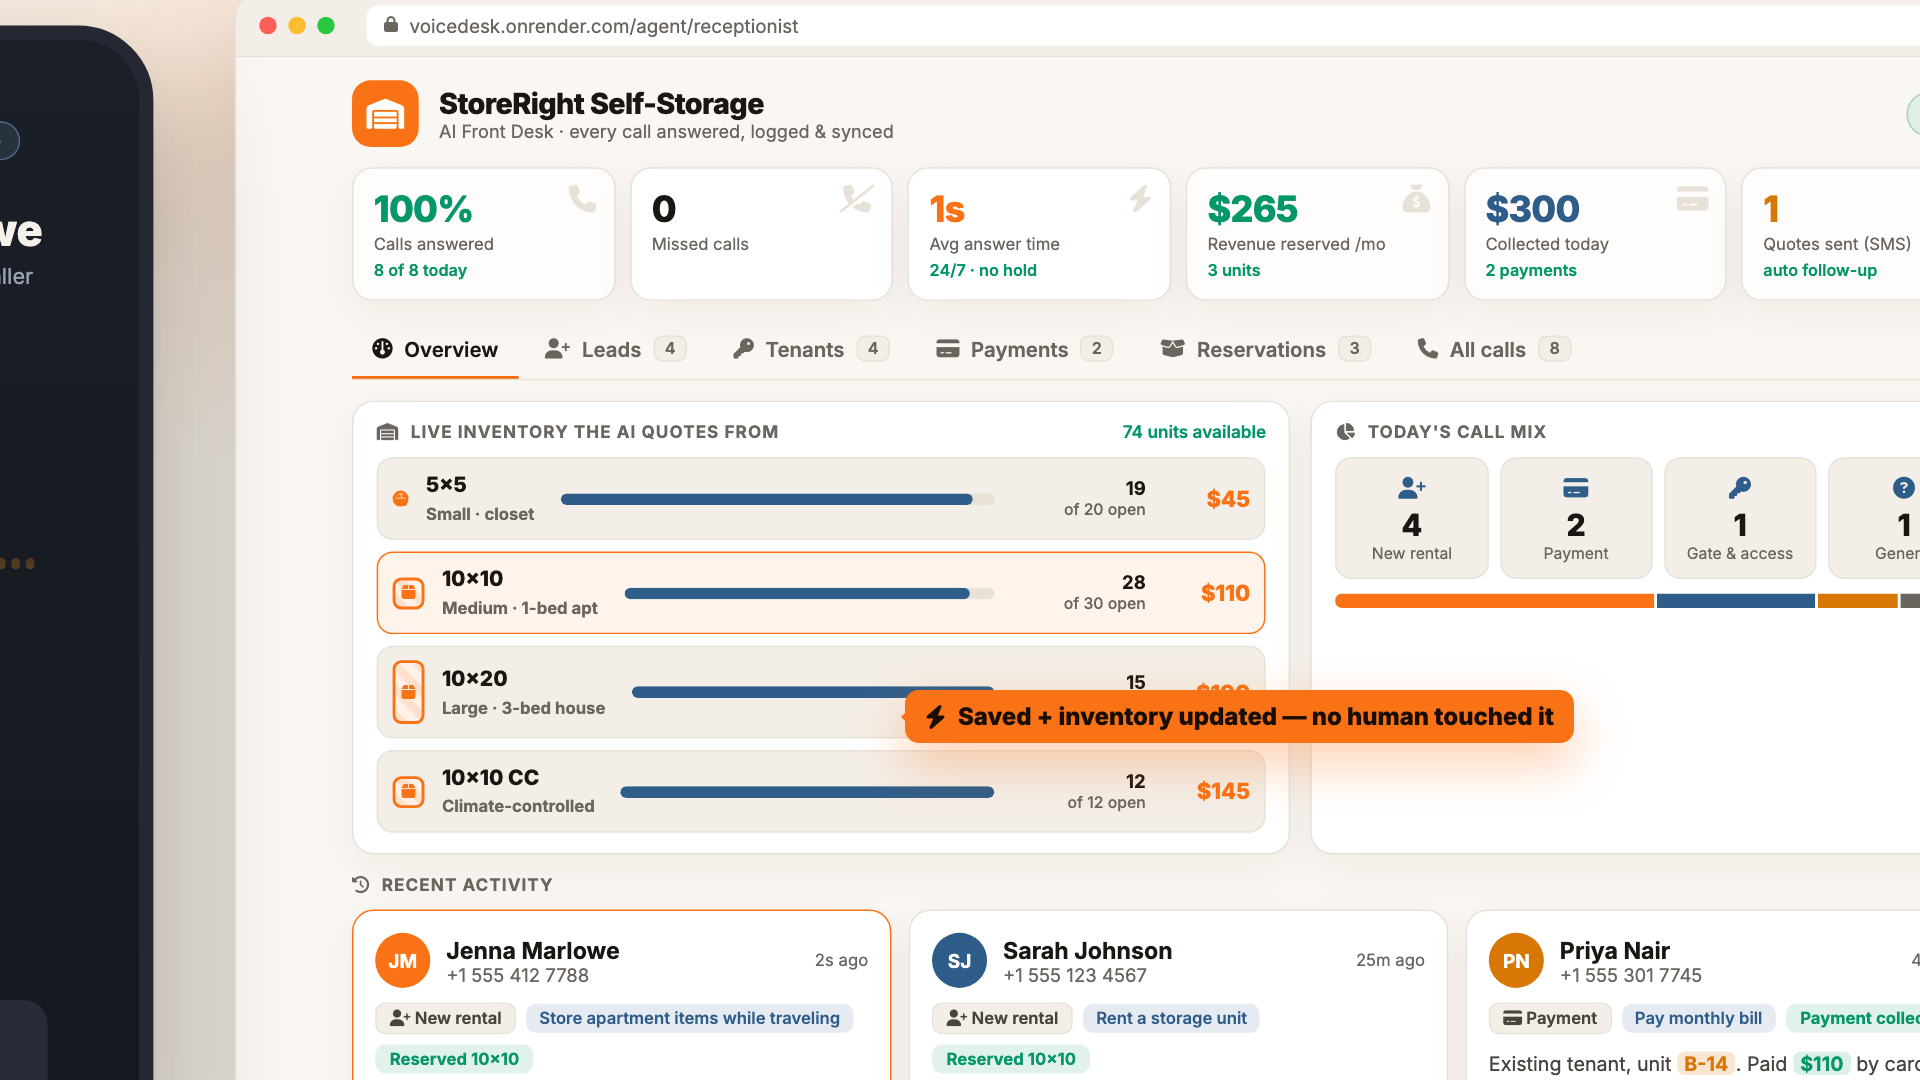 voicedesk.onrender.com/agent/receptionist
StoreRight Self-Storage
AI Front Desk · every call answered, logged & synced
100%
Calls answered
8 of 8 today
0
Missed calls
1s
Avg answer time
24/7 · no hold
$265
Revenue reserved /mo
3 units
$300
Collected today
2 payments
1
Quotes sent (SMS)
auto follow-up
Overview
Leads 4
Tenants 4
Payments 2
Reservations 3
All calls 8
LIVE INVENTORY THE AI QUOTES FROM
74 units available
5×5
Small · closet
19
of 20 open
$45
10×10
Medium · 1-bed apt
28
of 30 open
$110
10×20
Large · 3-bed house
15
Saved + inventory updated — no human touched it
10×10 CC
Climate-controlled
12
of 12 open
$145
TODAY'S CALL MIX
4
New rental
2
Payment
1
Gate & access
1
RECENT ACTIVITY
JM
Jenna Marlowe
2s ago
+1 555 412 7788
New rental
Store apartment items while traveling
Reserved 10×10
SJ
Sarah Johnson
25m ago
+1 555 123 4567
New rental
Rent a storage unit
Reserved 10×10
PN
Priya Nair
+1 555 301 7745
Payment
Pay monthly bill
Payment
Existing tenant, unit B-14. Paid $110 by